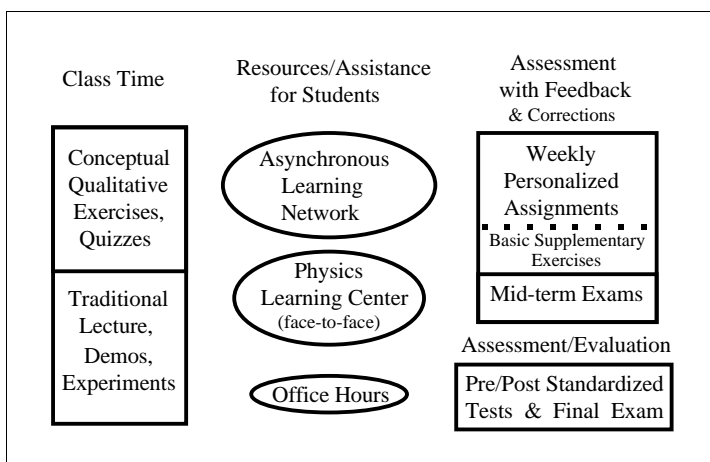 Class Time
Conceptual
Qualitative
Exercises,
Quizzes
Traditional
Lecture,
Demos,
Experiments
Resources/Assistance
for Students
Asynchronous
Learning
Network
Physics
Learning Center
(face-to-face)
Office Hours
Assessment
with Feedback
& Corrections
Weekly
Personalized
Assignments
Basic Supplementary
Exercises
Mid-term Exams
Assessment/Evaluation
Pre/Post Standardized
Tests & Final Exam